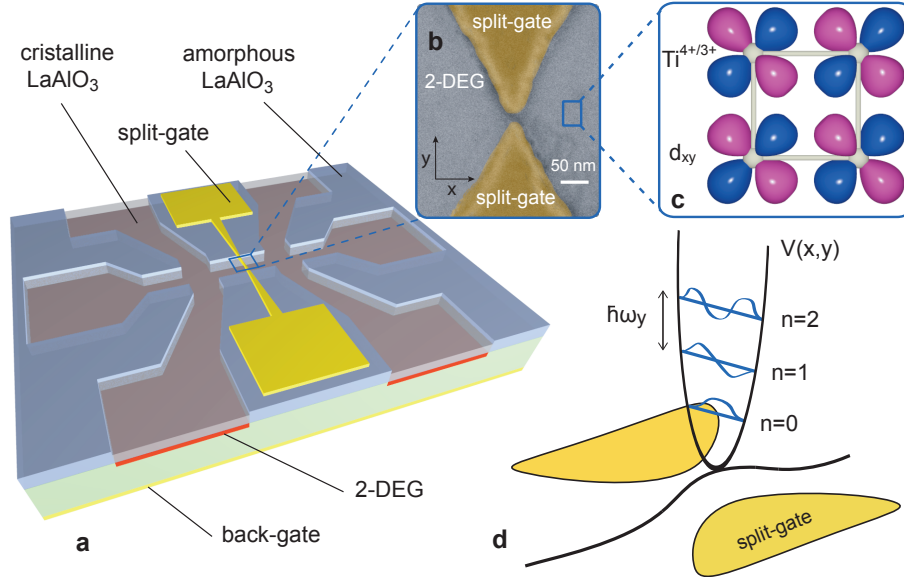 cristalline
LaAlO3
amorphous
LaAlO3
split-gate
2-DEG
back-gate
a
b
split-gate
2-DEG
y
x
50 nm
split-gate
Ti4+/3+
dxy
c
V(x,y)
ħωy
n=2
n=1
n=0
split-gate
d